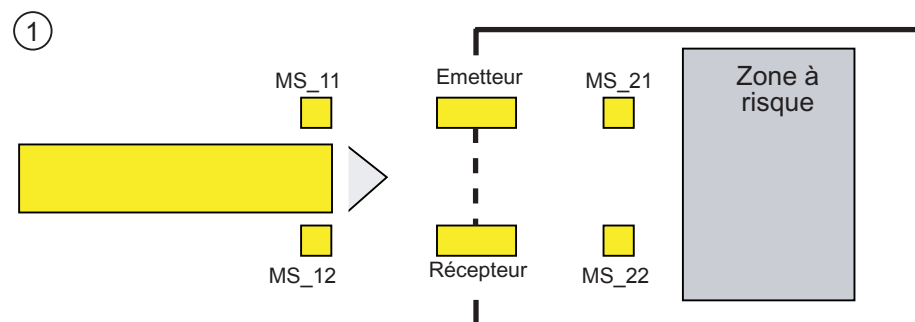 1
MS_11
Emetteur
MS_21
Zone à
risque
MS_12
Récepteur
MS_22